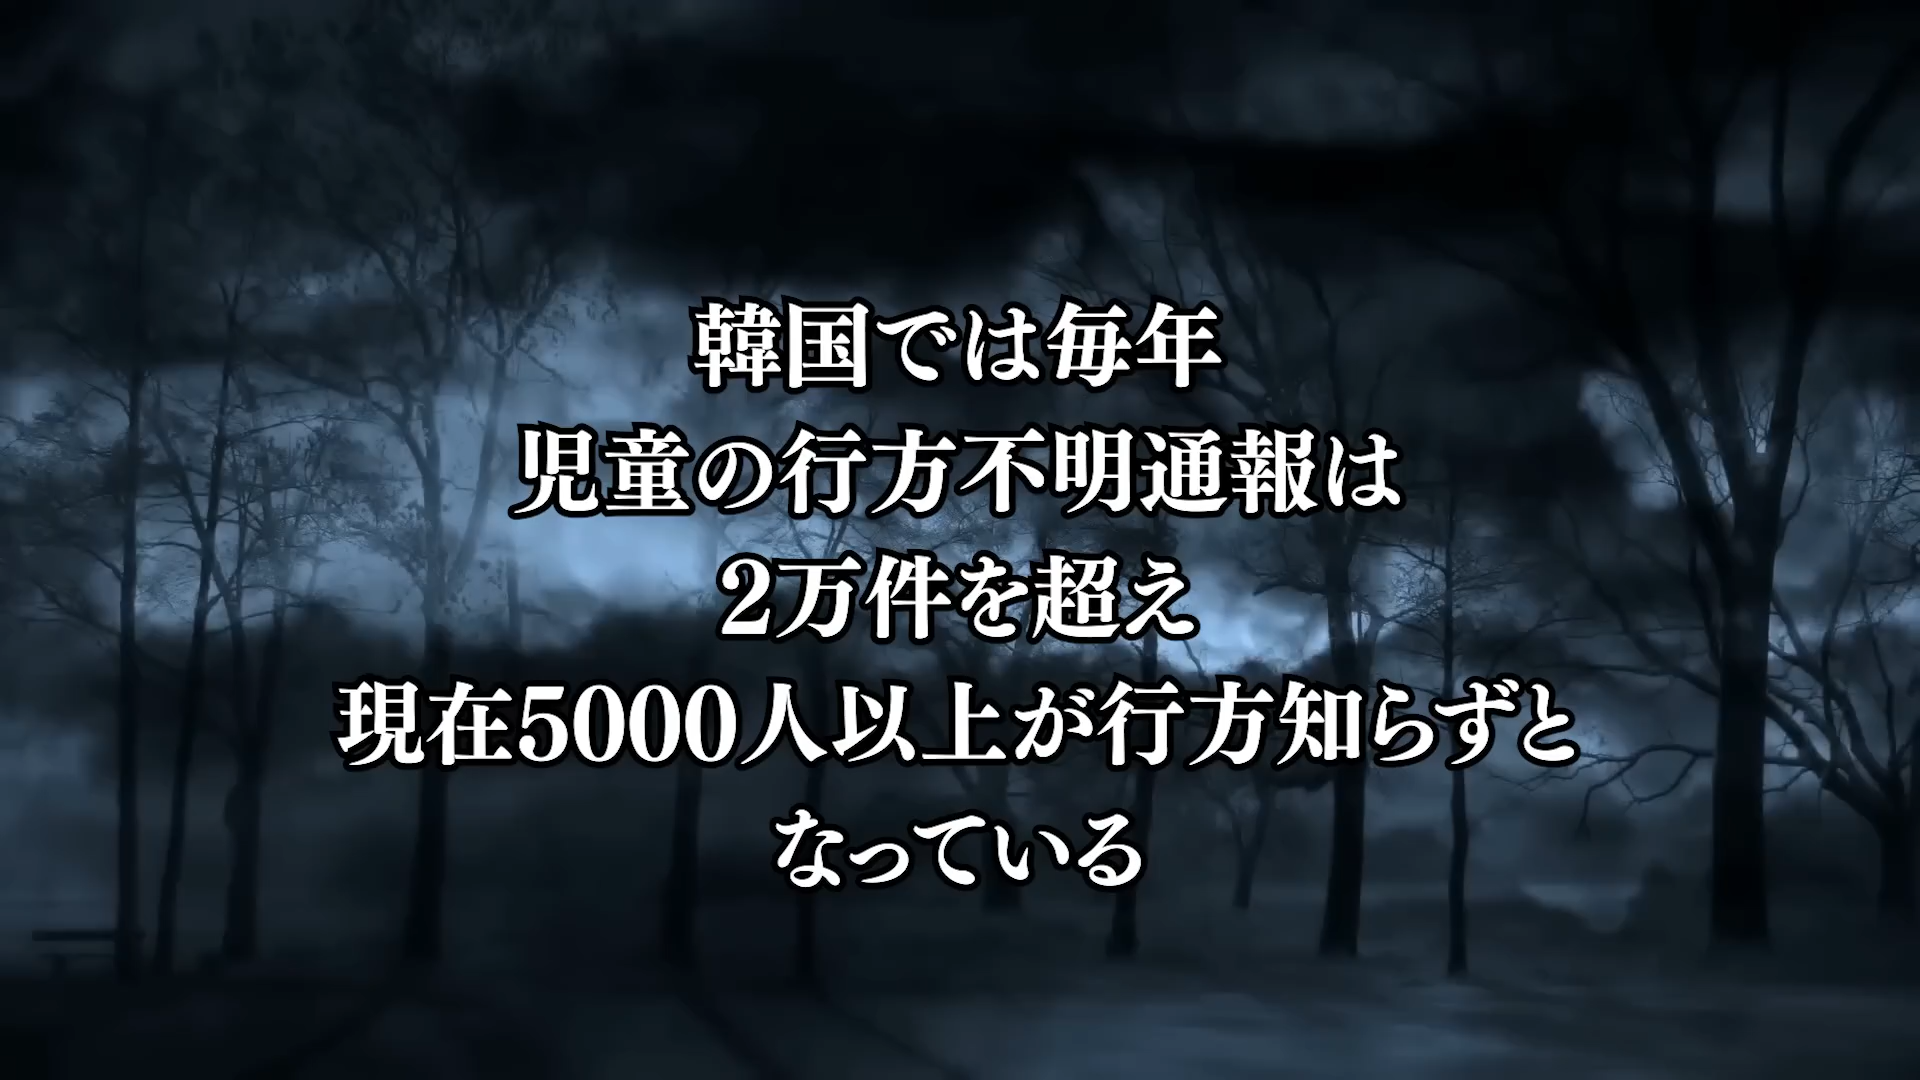 韓国では毎年
児童の行方不明通報は
2万件を超え
現在5000人以上が行方知らずと
なっている